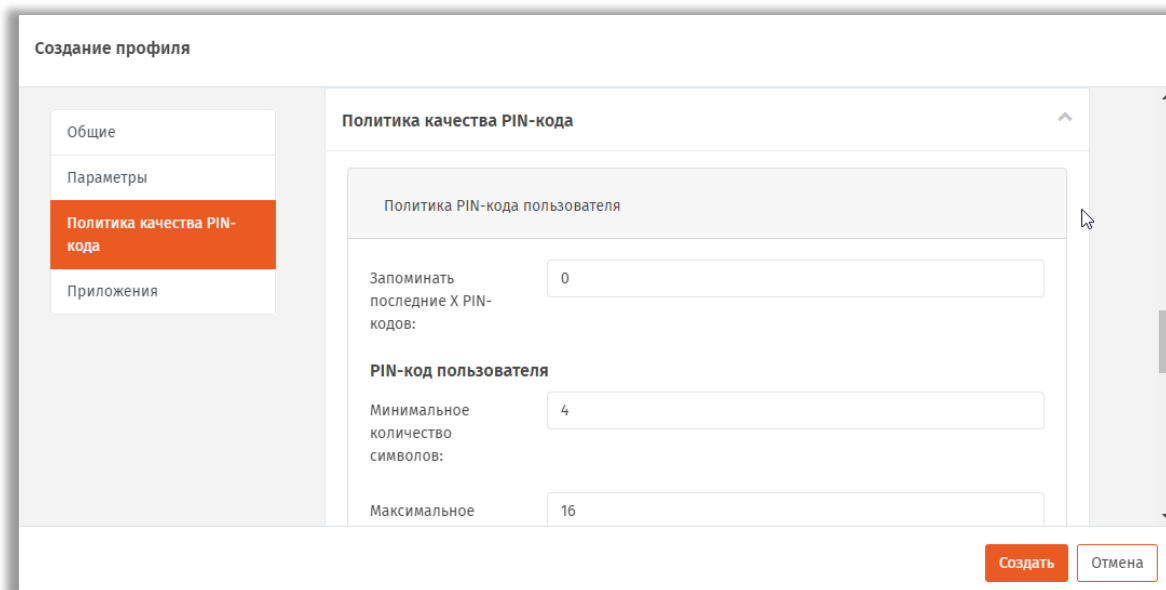 Создание профиля
Общие
Параметры
Политика качества PIN-
кода
Приложения
Политика качества PIN-кода
Политика PIN-кода пользователя
Запоминать
последние X PIN-
кодов:
0
PIN-код пользователя
Минимальное
количество
символов:
4
Максимальное
16
Создать
Отмена